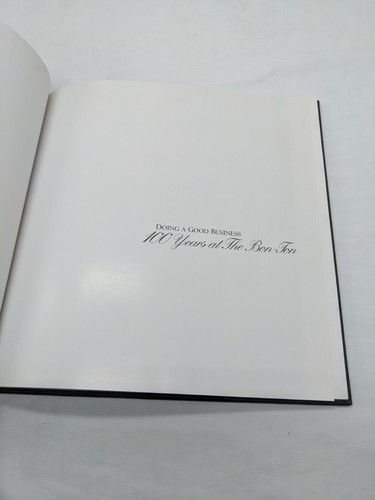 DOING A GOOD BUSINESS
100 Years at The Bon-Ton